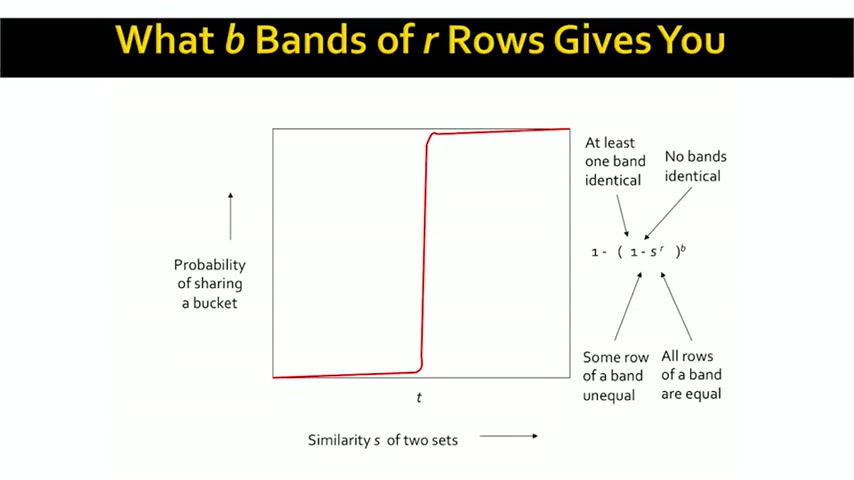 What b Bands of r Rows Gives You
At least
one band
identical
No bands
identical
1 - ( 1 - s^r )^b
Probability
of sharing
a bucket
Some row
of a band
unequal
All rows
of a band
are equal
t
Similarity s of two sets